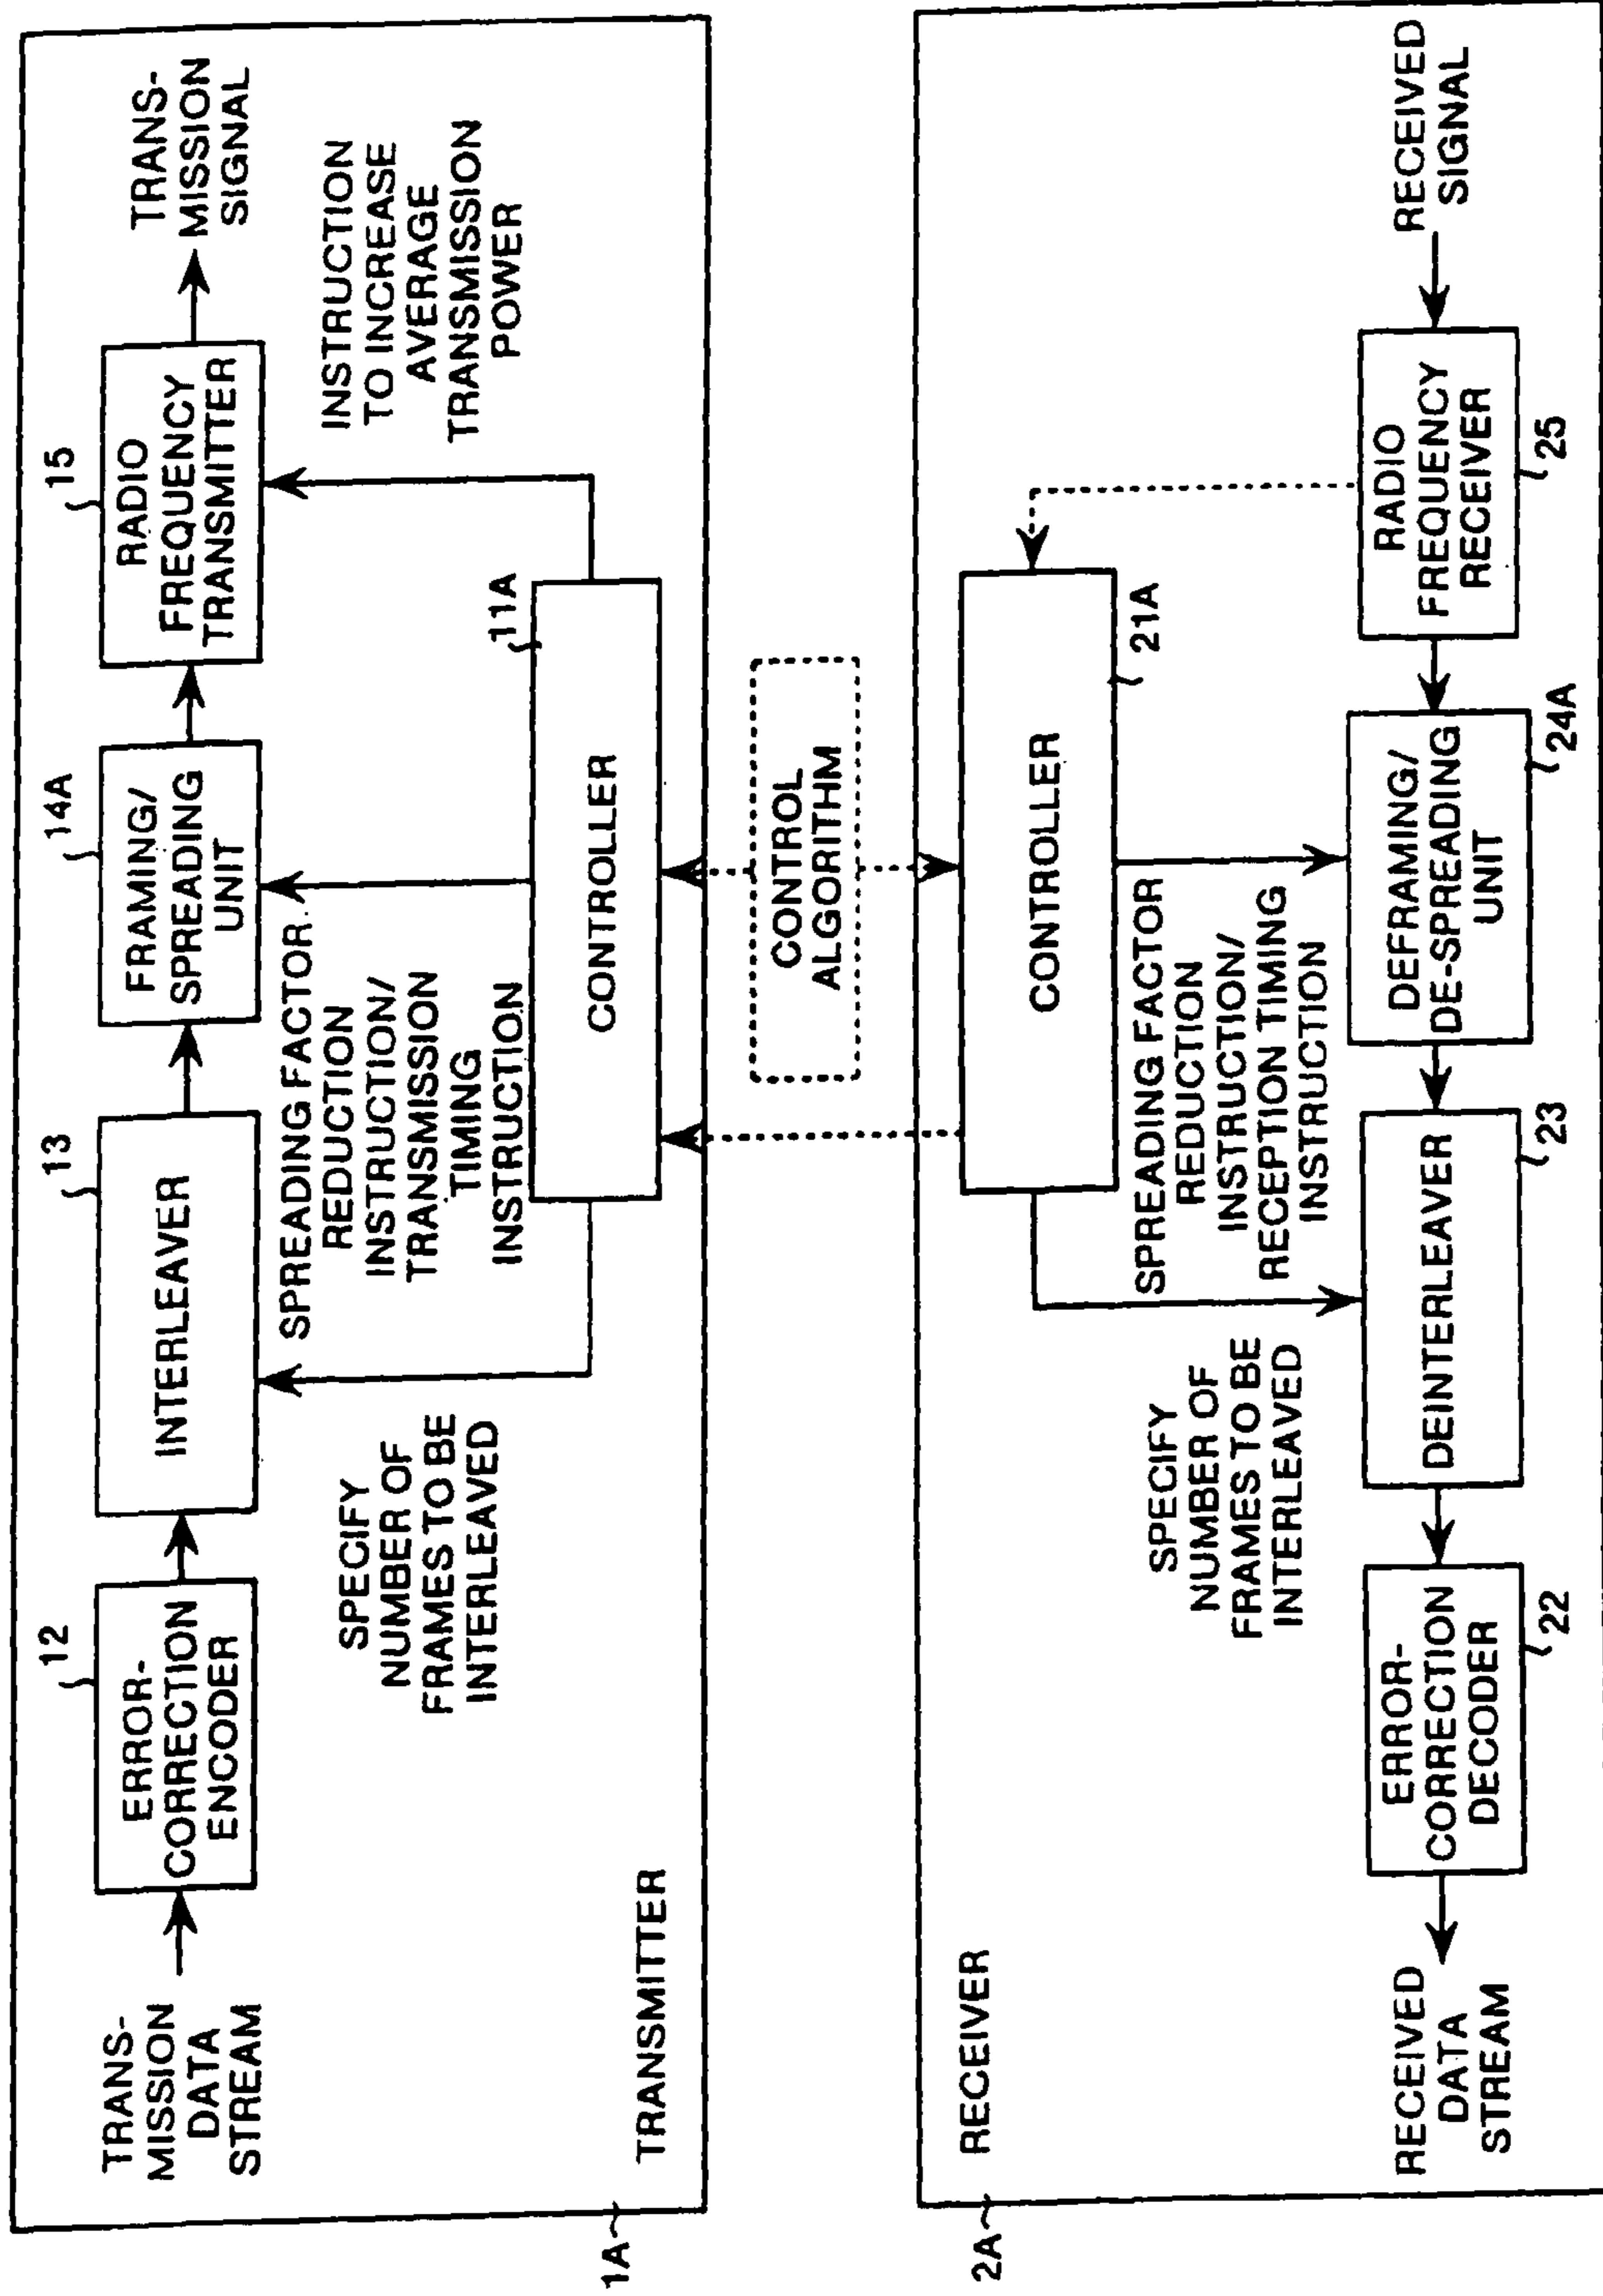 TRANS-
MISSION
DATA
STREAM
12
ERROR-
CORRECTION
ENCODER
13
INTERLEAVER
14A
FRAMING/
SPREADING
UNIT
15
RADIO
FREQUENCY
TRANSMITTER
TRANS-
MISSION
SIGNAL
SPECIFY
NUMBER OF
FRAMES TO BE
INTERLEAVED
SPREADING FACTOR
REDUCTION
INSTRUCTION/
TRANSMISSION
TIMING
INSTRUCTION
INSTRUCTION
TO INCREASE
AVERAGE
TRANSMISSION
POWER
11A
CONTROLLER
TRANSMITTER
1A
CONTROL
ALGORITHM
2A
RECEIVER
CONTROLLER
21A
SPECIFY
NUMBER OF
FRAMES TO BE
INTERLEAVED
SPREADING FACTOR
REDUCTION
INSTRUCTION/
RECEPTION TIMING
INSTRUCTION
RECEIVED
DATA
STREAM
ERROR-
CORRECTION
DECODER
22
DEINTERLEAVER
23
DEFRAMING/
DE-SPREADING
UNIT
24A
RADIO
FREQUENCY
RECEIVER
25
RECEIVED
SIGNAL